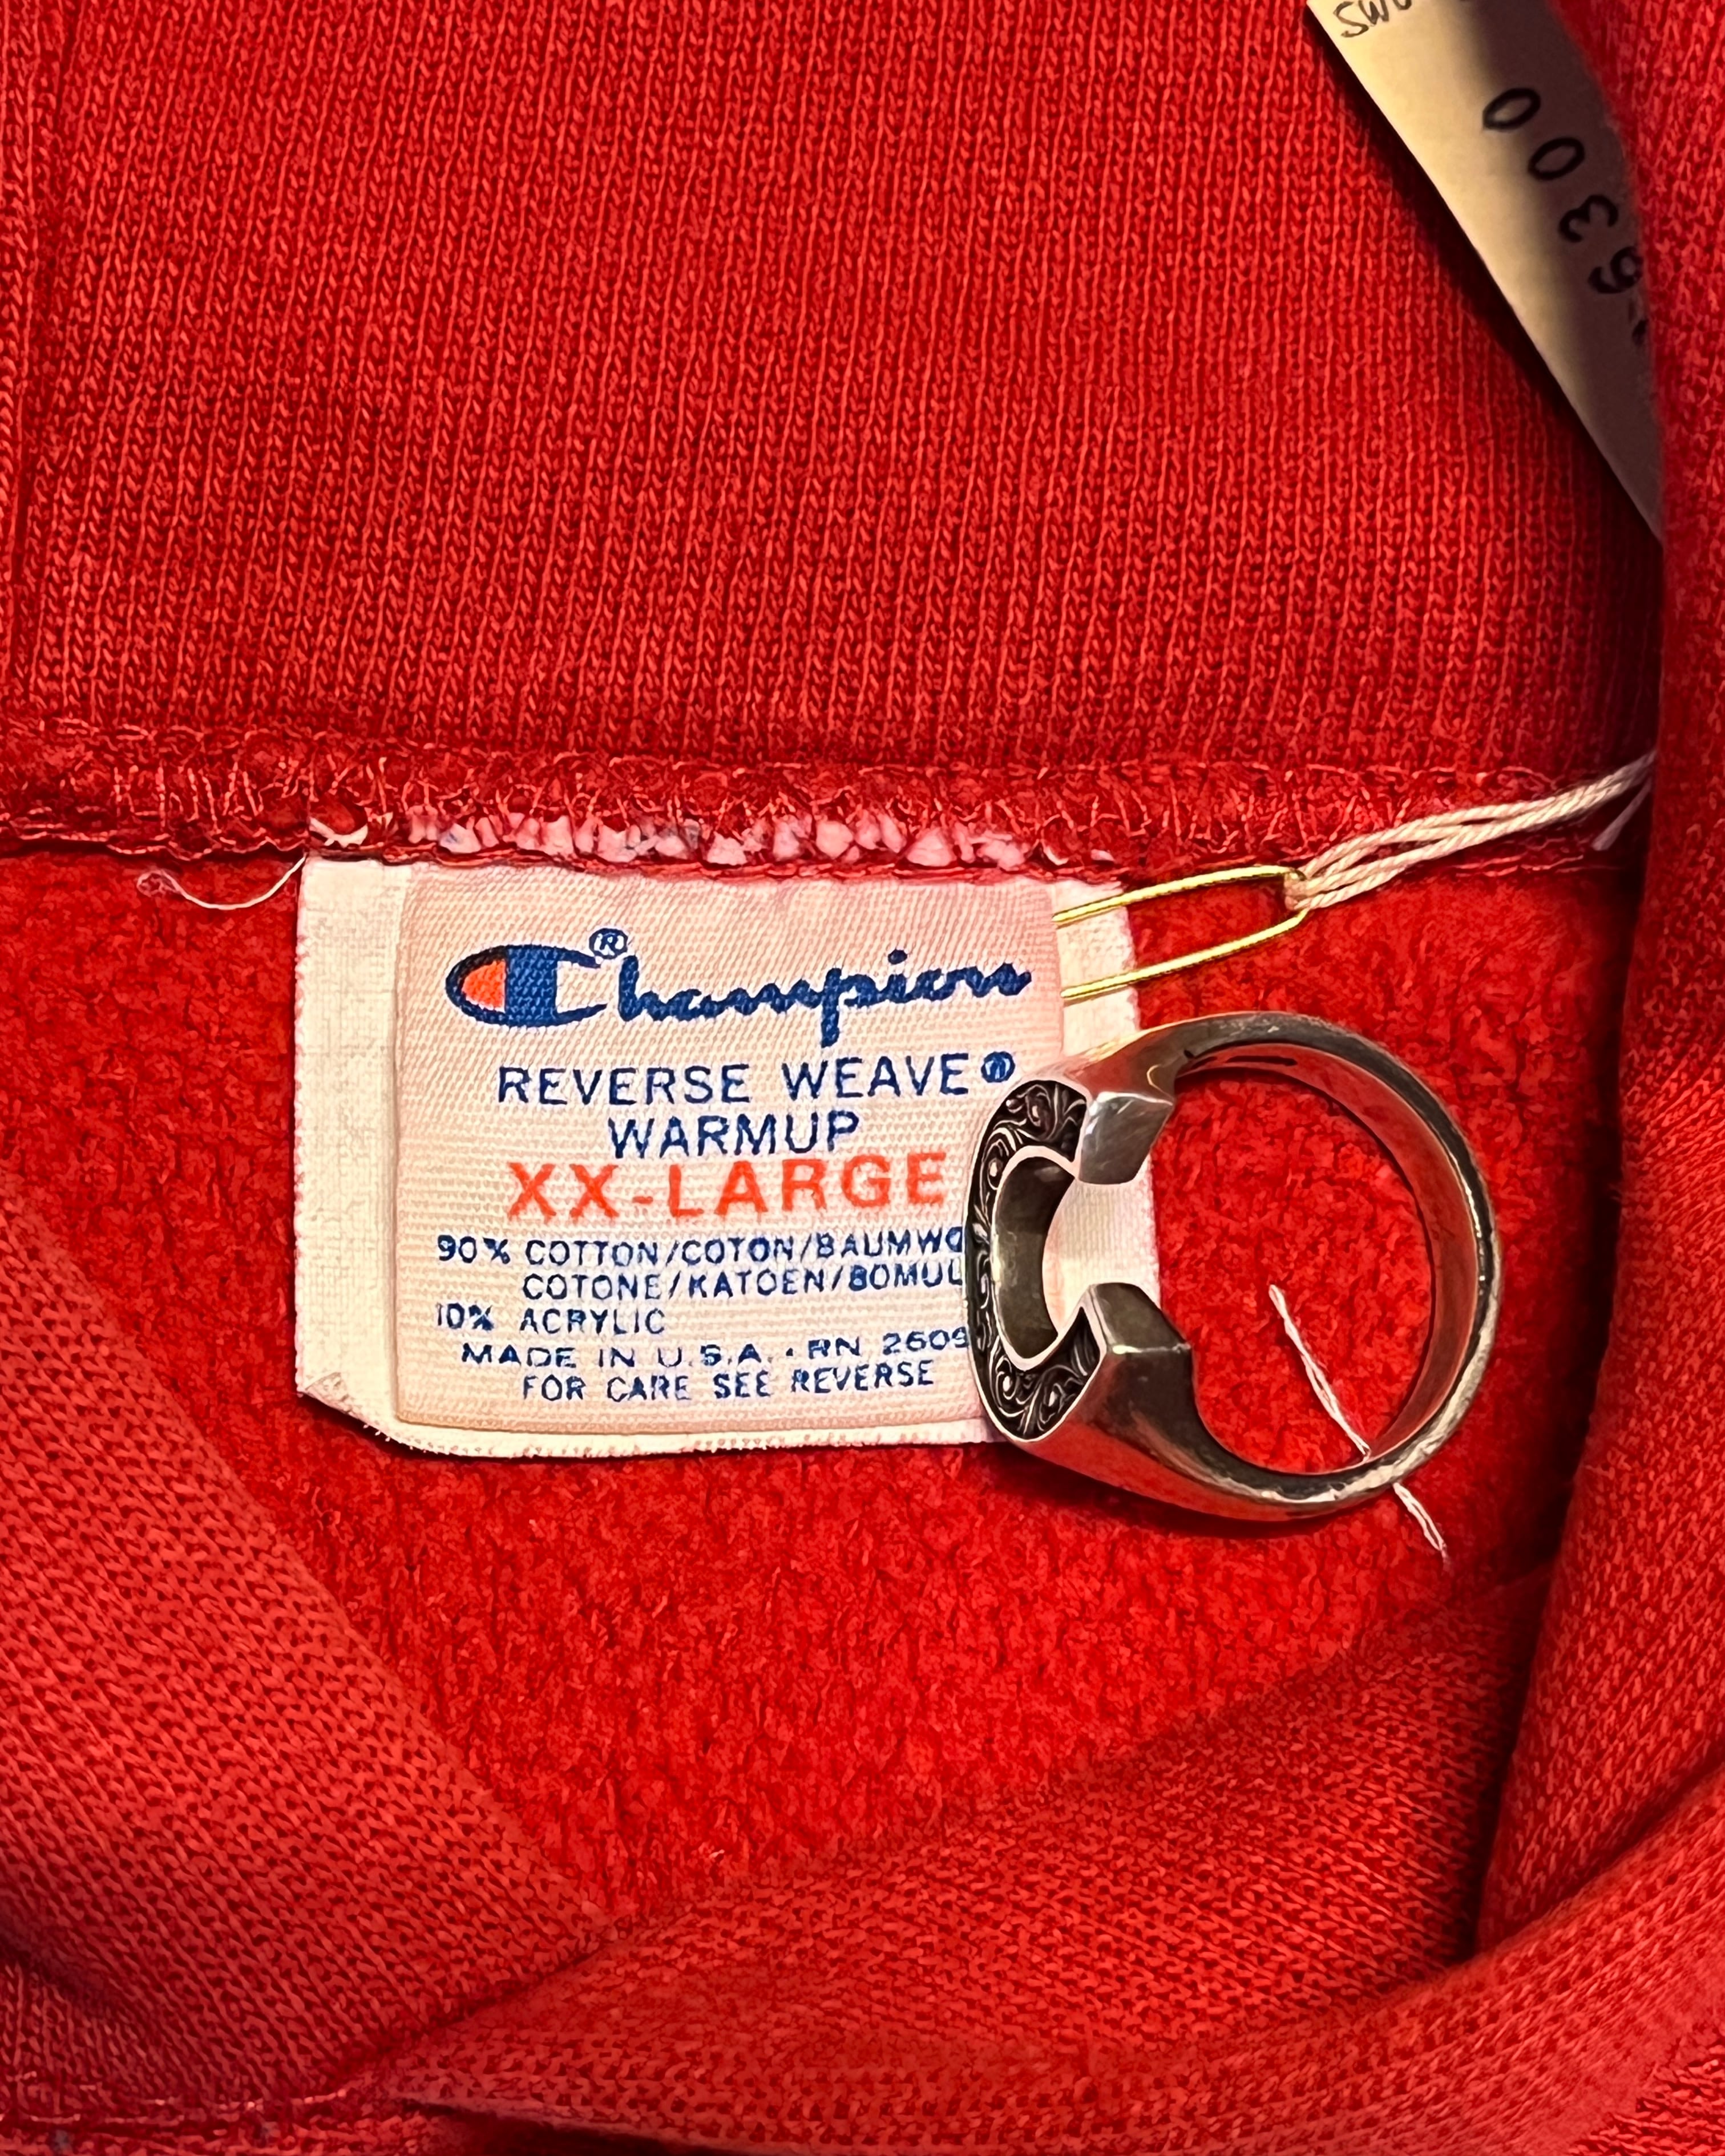 Champion®
REVERSE WEAVE®
WARMUP
XX-LARGE
90% COTTON/COTON/BAUMWO
COTONE/KATOEN/BOMUL
10% ACRYLIC
MADE IN U.S.A. · RN 2609
FOR CARE SEE REVERSE
6300